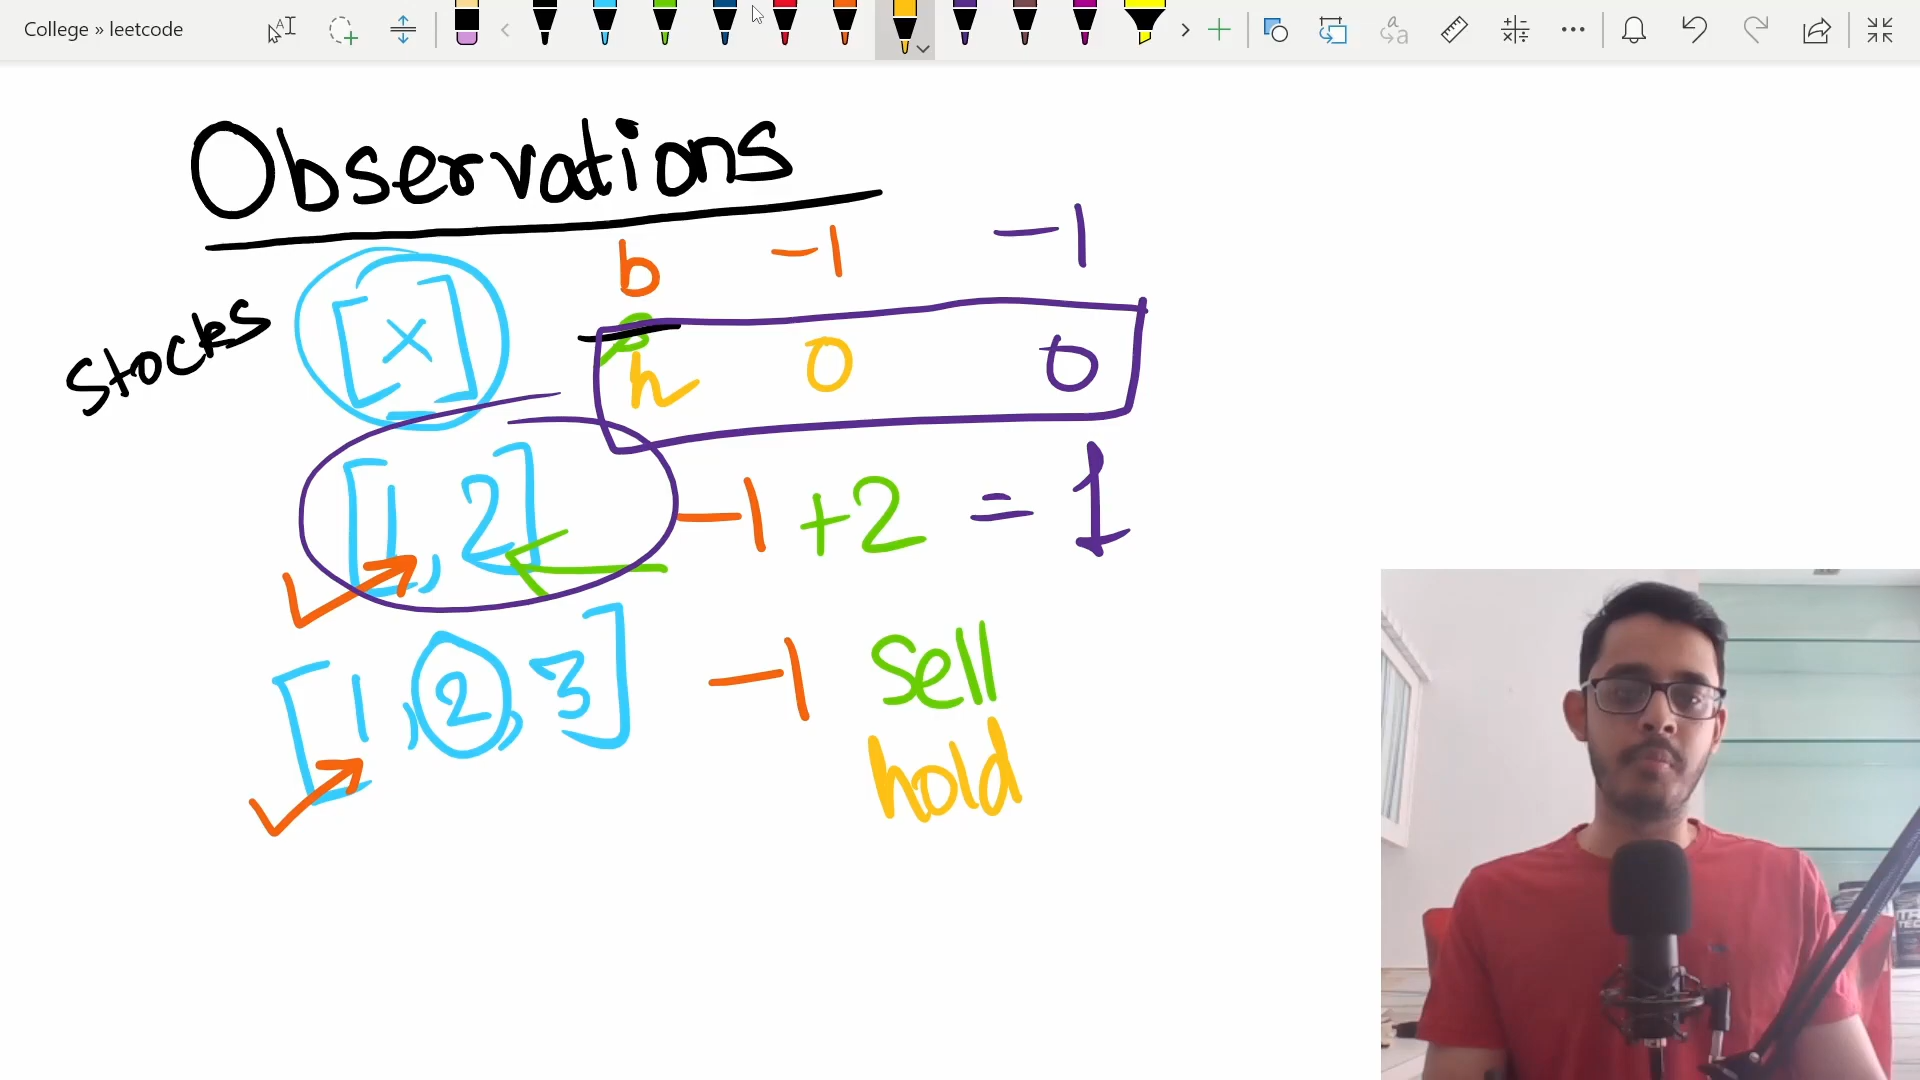 College » leetcode
Observations
b -1 -1
Stocks [x] h 0 0
[1, 2] -1 +2 = 1
[1, 2, 3] -1 sell
hold